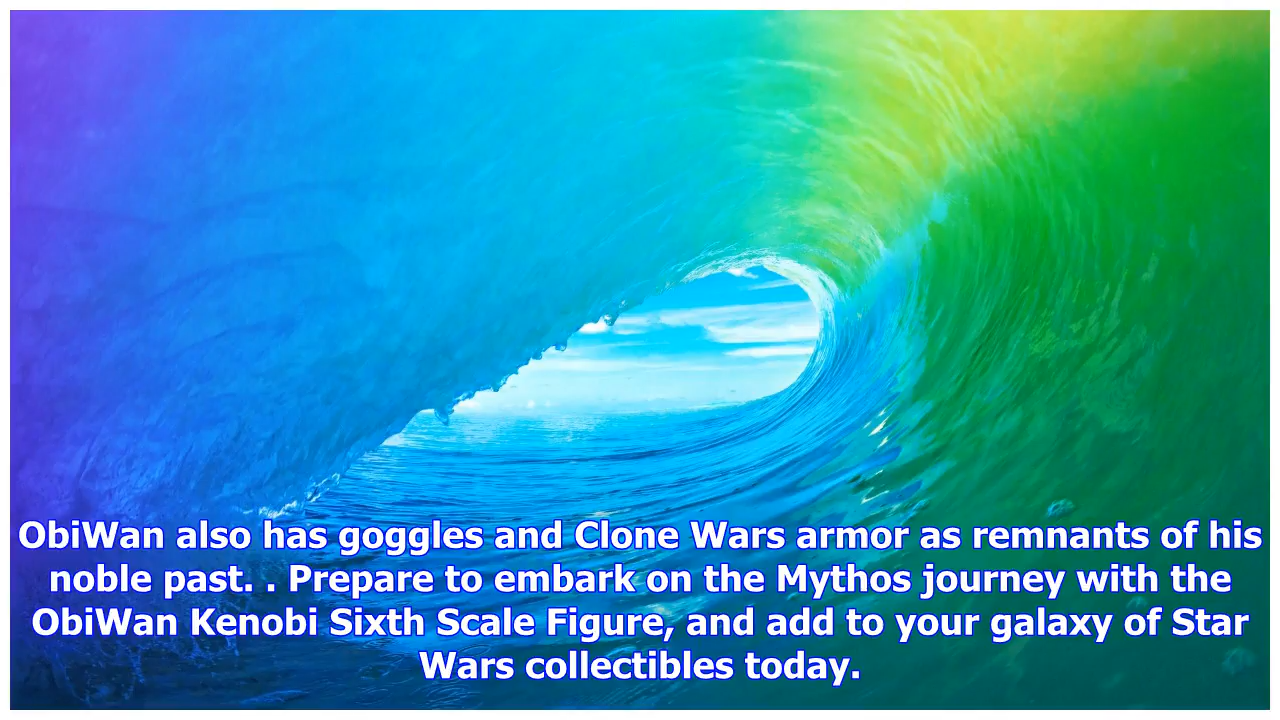 ObiWan also has goggles and Clone Wars armor as remnants of his
noble past. . Prepare to embark on the Mythos journey with the
ObiWan Kenobi Sixth Scale Figure, and add to your galaxy of Star
Wars collectibles today.